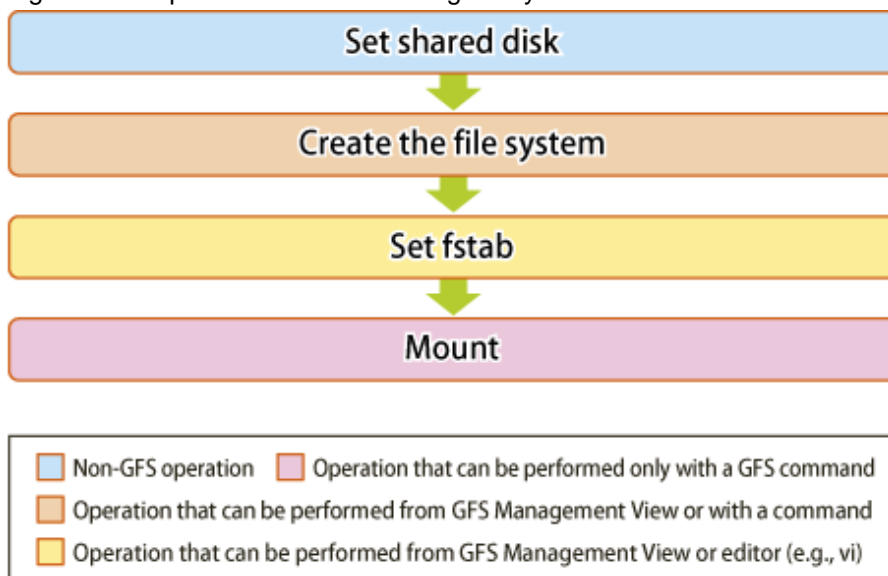 Set shared disk
Create the file system
Set fstab
Mount
Non-GFS operation Operation that can be performed only with a GFS command
Operation that can be performed from GFS Management View or with a command
Operation that can be performed from GFS Management View or editor (e.g., vi)